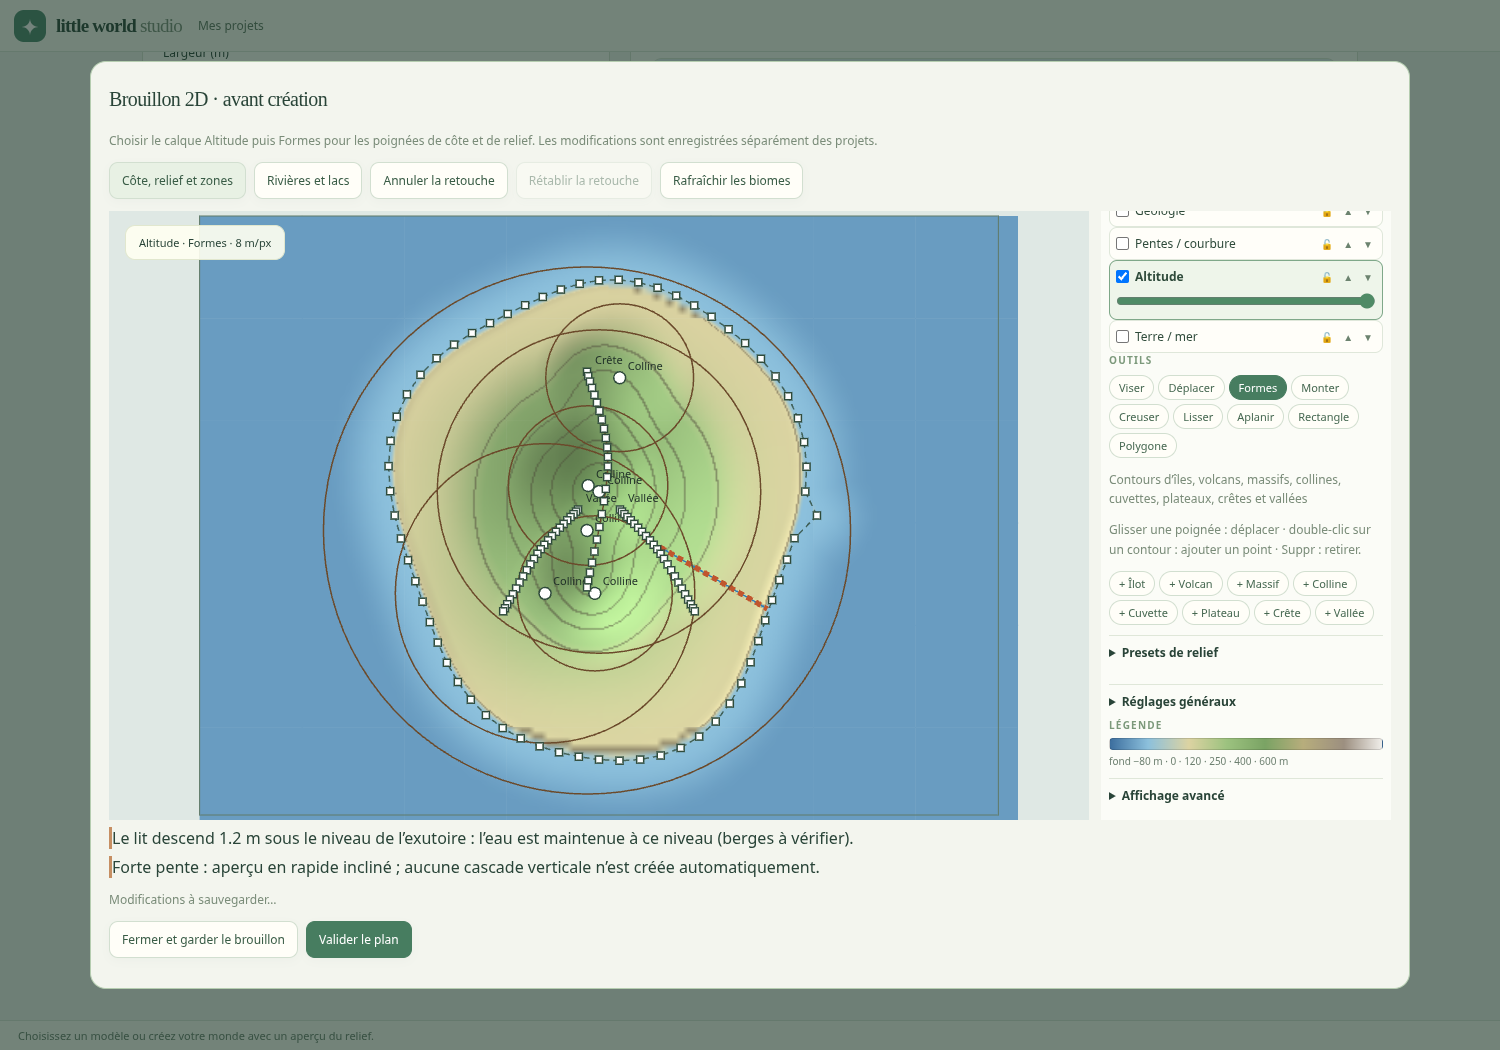 little world studio
Mes projets
Largeur (m)
Brouillon 2D · avant création
Choisir le calque Altitude puis Formes pour les poignées de côte et de relief. Les modifications sont enregistrées séparément des projets.
Côte, relief et zones
Rivières et lacs
Annuler la retouche
Rétablir la retouche
Rafraîchir les biomes
Altitude · Formes · 8 m/px
Crête
Colline
Colline
Colline
Vallée
Vallée
Colline
Colline
Colline
Géologie
Pentes / courbure
Altitude
Terre / mer
OUTILS
Viser
Déplacer
Formes
Monter
Creuser
Lisser
Aplanir
Rectangle
Polygone
Contours d’îles, volcans, massifs, collines,
cuvettes, plateaux, crêtes et vallées
Glisser une poignée : déplacer · double-clic sur
un contour : ajouter un point · Suppr : retirer.
+ Îlot
+ Volcan
+ Massif
+ Colline
+ Cuvette
+ Plateau
+ Crête
+ Vallée
Presets de relief
Réglages généraux
LÉGENDE
fond −80 m · 0 · 120 · 250 · 400 · 600 m
Affichage avancé
Le lit descend 1.2 m sous le niveau de l’exutoire : l’eau est maintenue à ce niveau (berges à vérifier).
Forte pente : aperçu en rapide incliné ; aucune cascade verticale n’est créée automatiquement.
Modifications à sauvegarder…
Fermer et garder le brouillon
Valider le plan
Choisissez un modèle ou créez votre monde avec un aperçu du relief.